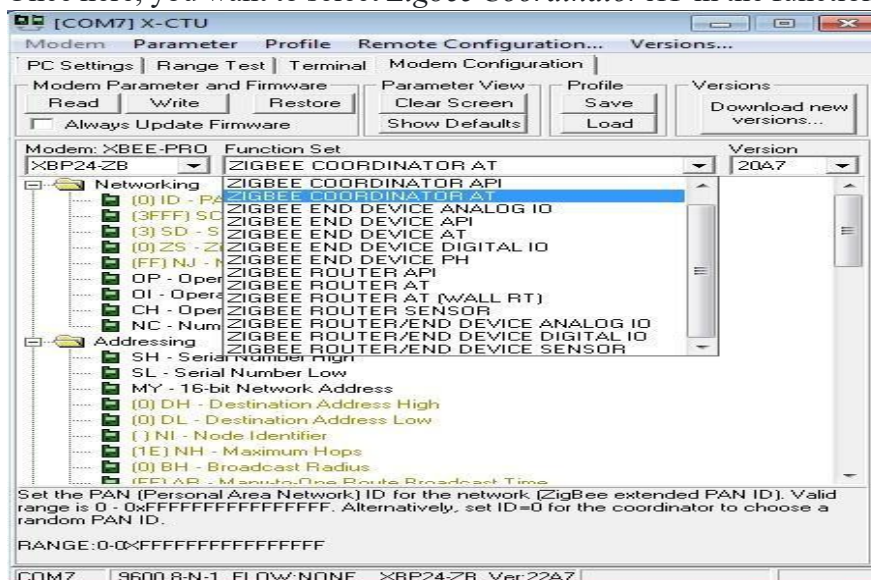 [COM7] X-CTU
Modem Parameter Profile Remote Configuration... Versions...
PC Settings Range Test Terminal Modem Configuration
Modem Parameter and Firmware Parameter View Profile Versions
Read Write Restore Clear Screen Save Download new versions...
Always Update Firmware Show Defaults Load
Modem: XBEE-PRO Function Set Version
XBP24-ZB ZIGBEE COORDINATOR AT 20A7
ZIGBEE COORDINATOR API
ZIGBEE COORDINATOR AT
ZIGBEE END DEVICE ANALOG IO
ZIGBEE END DEVICE API
ZIGBEE END DEVICE AT
ZIGBEE END DEVICE DIGITAL IO
ZIGBEE END DEVICE PH
ZIGBEE ROUTER API
ZIGBEE ROUTER AT
ZIGBEE ROUTER AT (WALL RT)
ZIGBEE ROUTER SENSOR
ZIGBEE ROUTER/END DEVICE ANALOG IO
ZIGBEE ROUTER/END DEVICE DIGITAL IO
ZIGBEE ROUTER/END DEVICE SENSOR
Networking
(0) ID - PA
(3FFF) SC
(3) SD - S
(0) ZS - Zi
(FF) NJ - N
OP - Oper
OI - Opera
CH - Oper
NC - Num
Addressing
SH - Serial Number High
SL - Serial Number Low
MY - 16-bit Network Address
(0) DH - Destination Address High
(0) DL - Destination Address Low
( ) NI - Node Identifier
(1E) NH - Maximum Hops
(0) BH - Broadcast Radius
(FF) AR - Many-to-One Route Broadcast Time
Set the PAN (Personal Area Network) ID for the network (ZigBee extended PAN ID). Valid
range is 0 - 0xFFFFFFFFFFFFFFFF. Alternatively, set ID=0 for the coordinator to choose a
random PAN ID.
RANGE:0-0XFFFFFFFFFFFFFFFF
COM7 9600 8-N-1 FLOW:NONE XBP24-ZB Ver:22A7